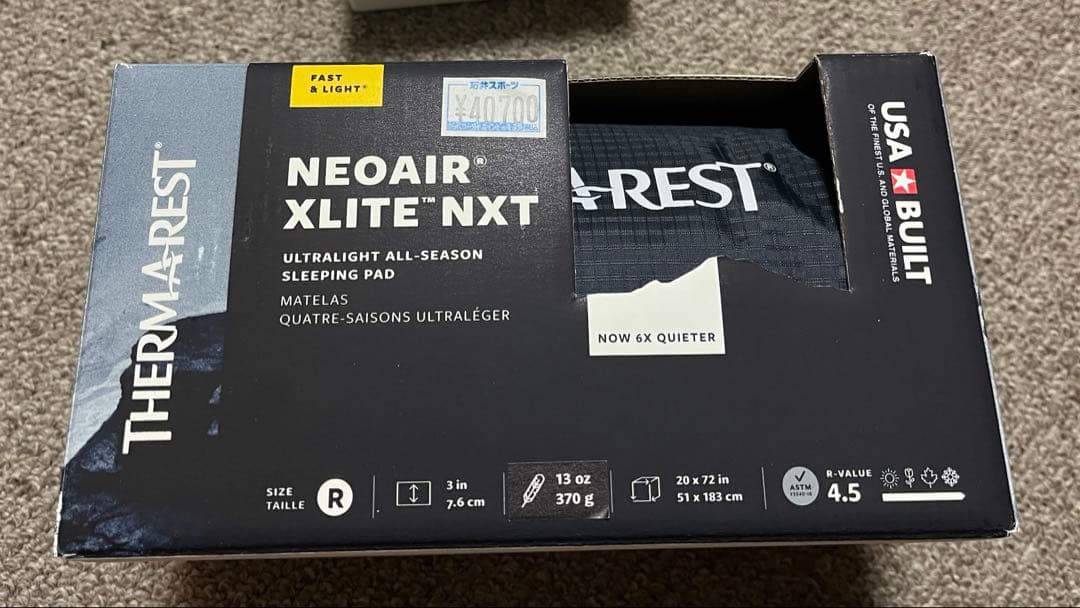 THERMAREST®
FAST
& LIGHT®
石井スポーツ
¥40700
NEOAIR®
XLITE™ NXT
ULTRALIGHT ALL-SEASON
SLEEPING PAD
MATELAS
QUATRE-SAISONS ULTRALÉGER
A-REST®
NOW 6X QUIETER
USA BUILT
OF THE FINEST U.S. AND GLOBAL MATERIALS
SIZE
TAILLE
R
3 in
7.6 cm
13 oz
370 g
20 x 72 in
51 x 183 cm
ASTM
R-VALUE
4.5